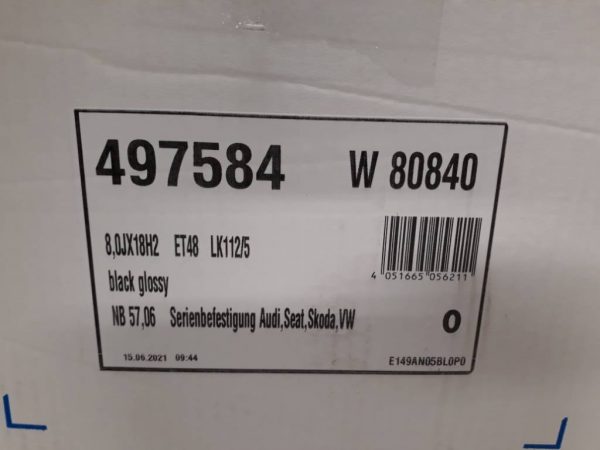 497584 W 80840
8,0JX18H2 ET48 LK112/5
4 051665 056211
black glossy
NB 57,06 Serienbefestigung Audi,Seat,Skoda,VW 0
15.06.2021 09:44 E149AN05BL0P0